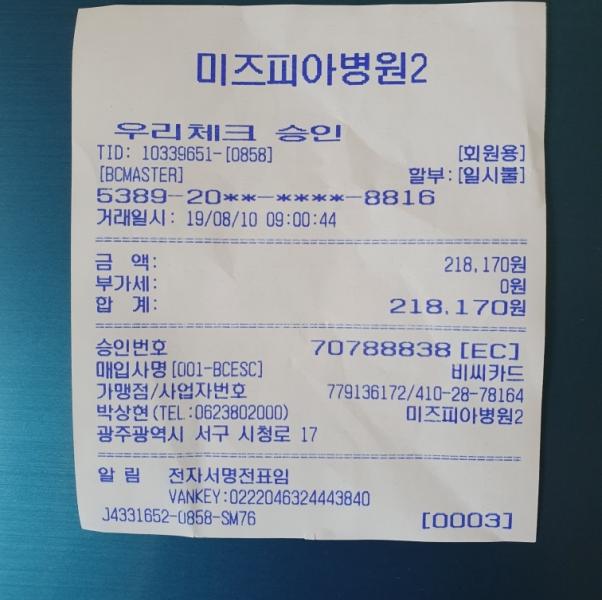 미즈피아병원2
우리체크 승인
TID: 10339651-[0858] [회원용]
[BCMASTER] 할부:[일시불]
5389-20**-****-8816
거래일시: 19/08/10 09:00:44
금 액: 218,170원
부가세: 0원
합 계: 218,170원
승인번호 70788838 [EC]
매입사명[001-BCESC] 비씨카드
가맹점/사업자번호 779136172/410-28-78164
박상현(TEL:0623802000) 미즈피아병원2
광주광역시 서구 시청로 17
알 림 전자서명전표임
VANKEY:0222046324443840
J4331652-0858-SM76 [0003]